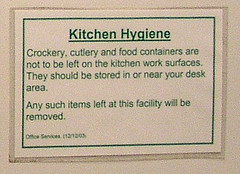 Kitchen Hygiene
Crockery, cutlery and food containers are
not to be left on the kitchen work surfaces.
They should be stored in or near your desk
area.
Any such items left at this facility will be
removed.
Office Services. (12/12/03).